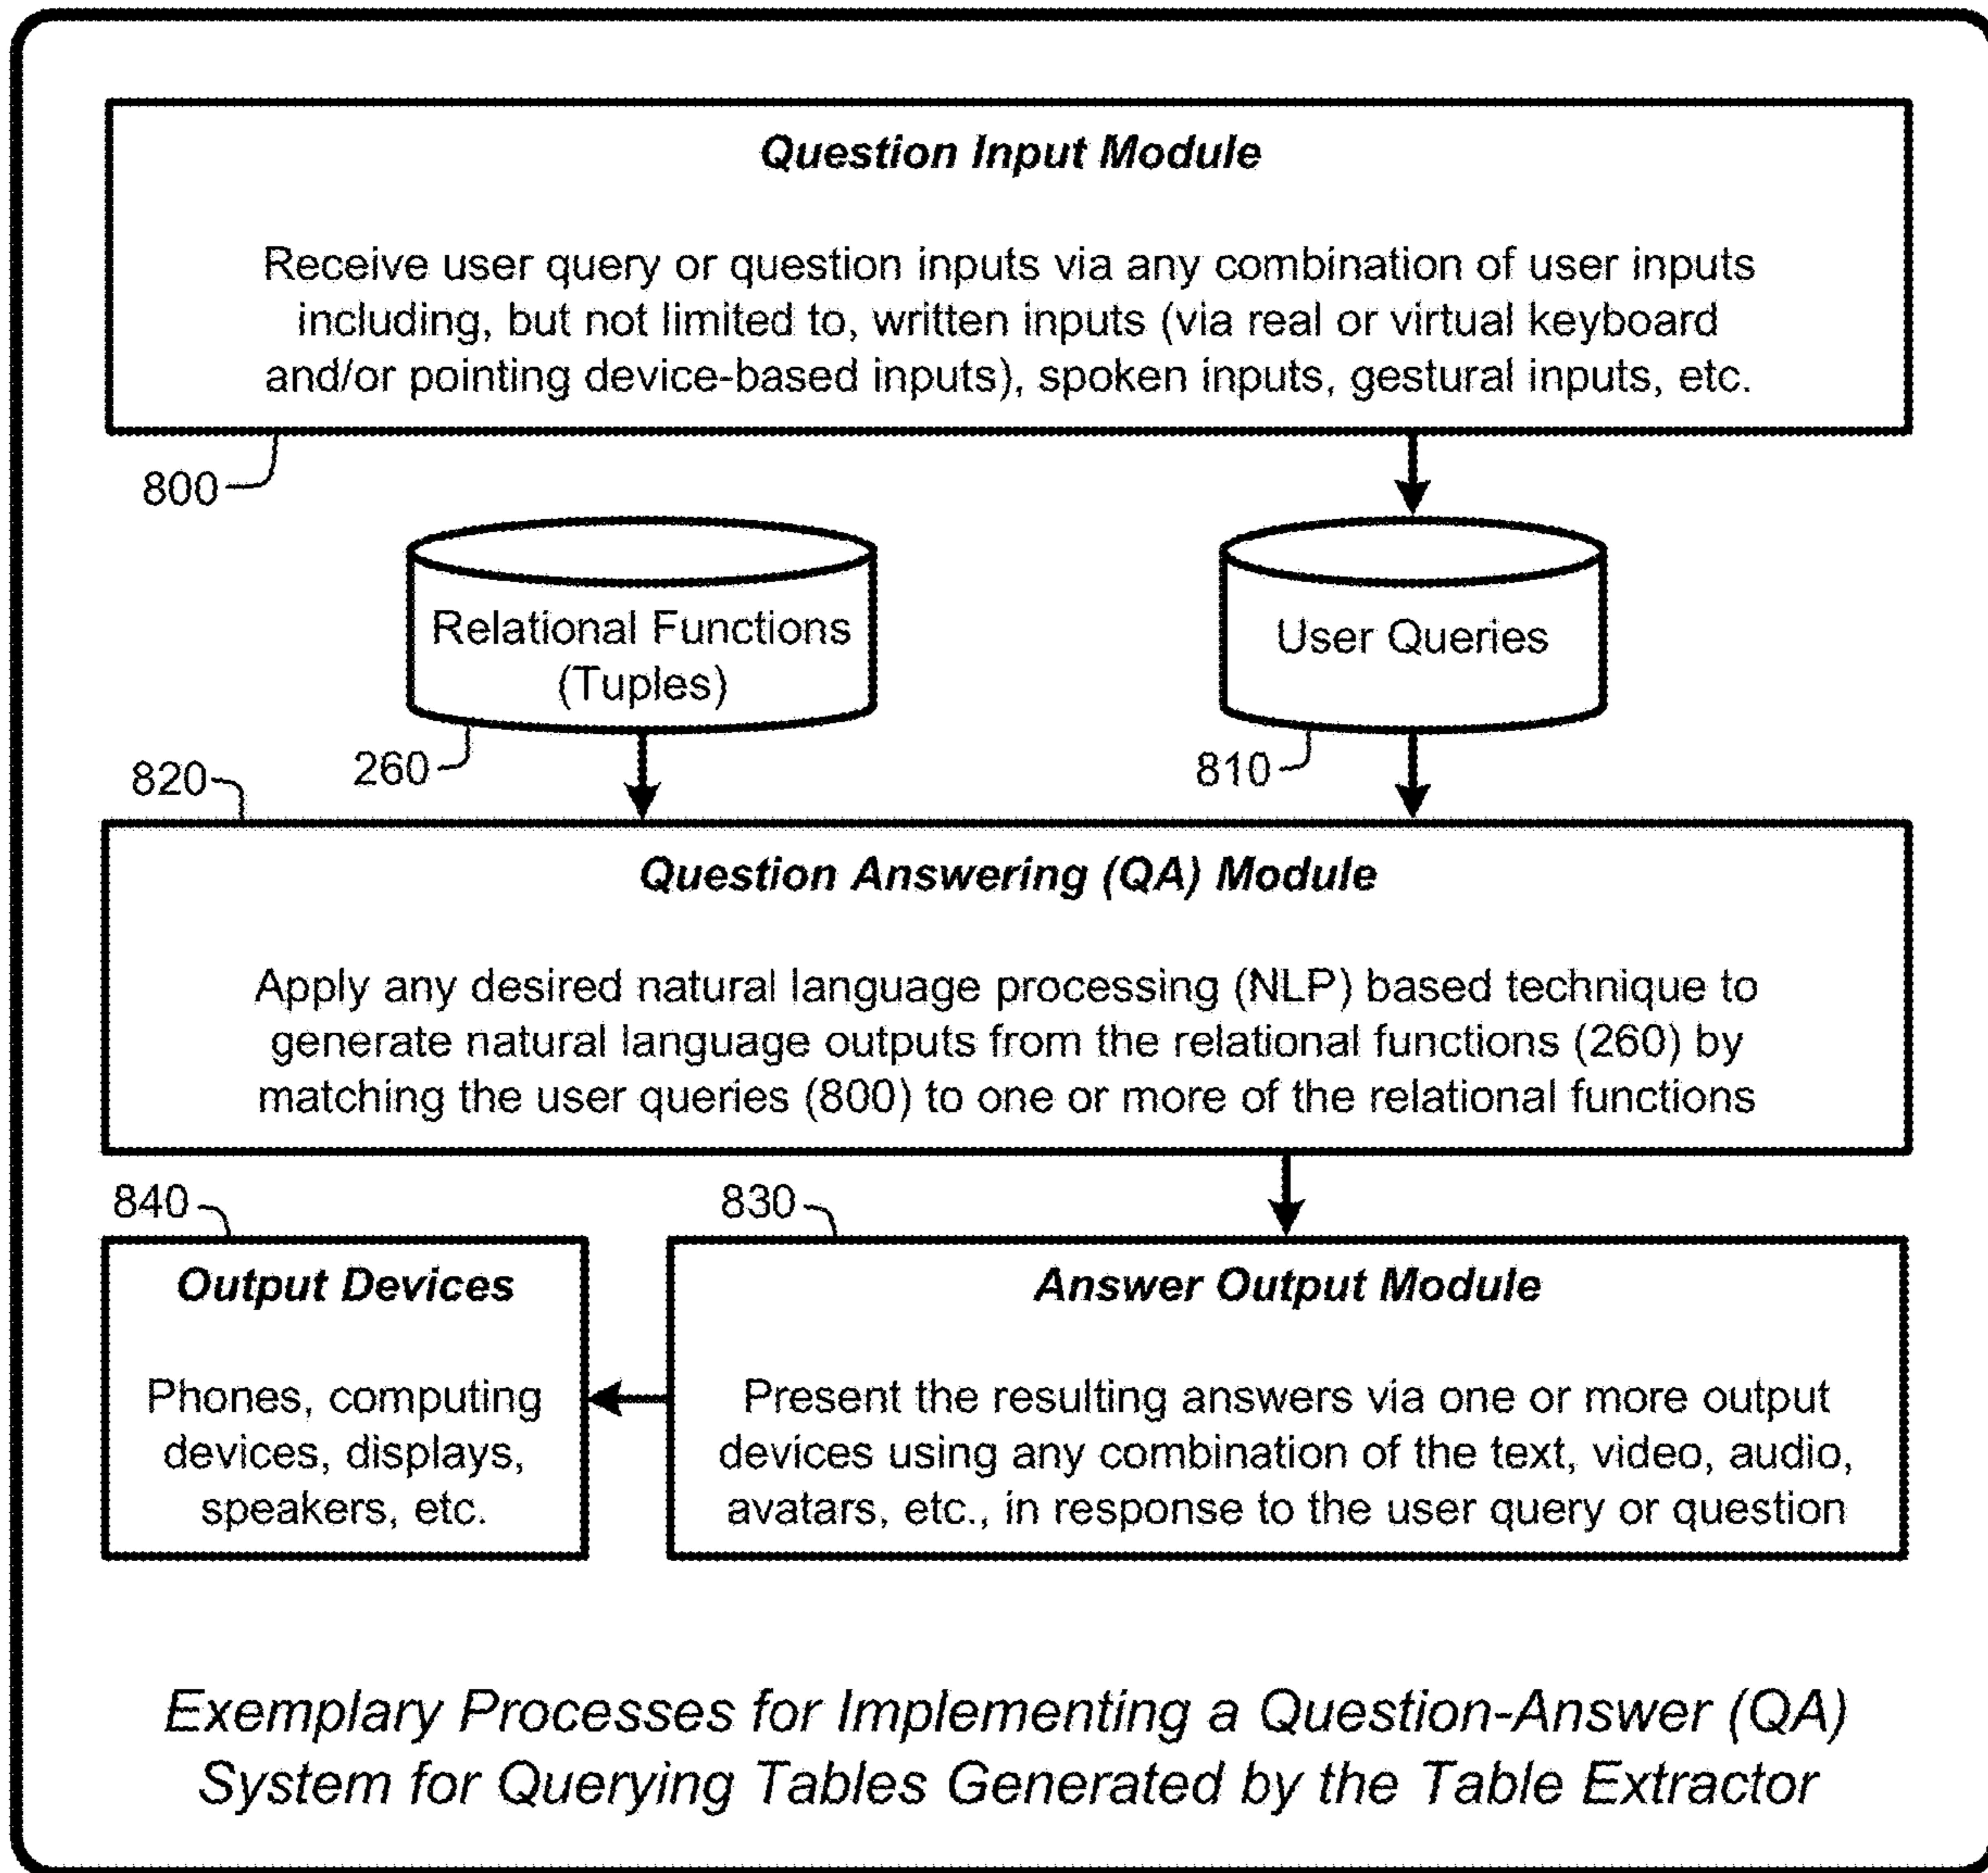 Question Input Module
Receive user query or question inputs via any combination of user inputs
including, but not limited to, written inputs (via real or virtual keyboard
and/or pointing device-based inputs), spoken inputs, gestural inputs, etc.
800
Relational Functions
(Tuples)
260
User Queries
810
820
Question Answering (QA) Module
Apply any desired natural language processing (NLP) based technique to
generate natural language outputs from the relational functions (260) by
matching the user queries (800) to one or more of the relational functions
840
Output Devices
Phones, computing
devices, displays,
speakers, etc.
830
Answer Output Module
Present the resulting answers via one or more output
devices using any combination of the text, video, audio,
avatars, etc., in response to the user query or question
Exemplary Processes for Implementing a Question-Answer (QA)
System for Querying Tables Generated by the Table Extractor